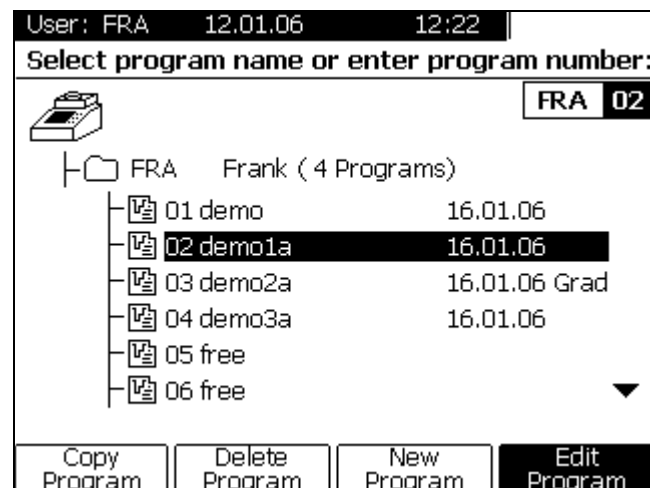 User: FRA 12.01.06 12:22
Select program name or enter program number:
FRA 02
FRA Frank ( 4 Programs)
01 demo 16.01.06
02 demo1a 16.01.06
03 demo2a 16.01.06 Grad
04 demo3a 16.01.06
05 free
06 free
Copy Program
Delete Program
New Program
Edit Program